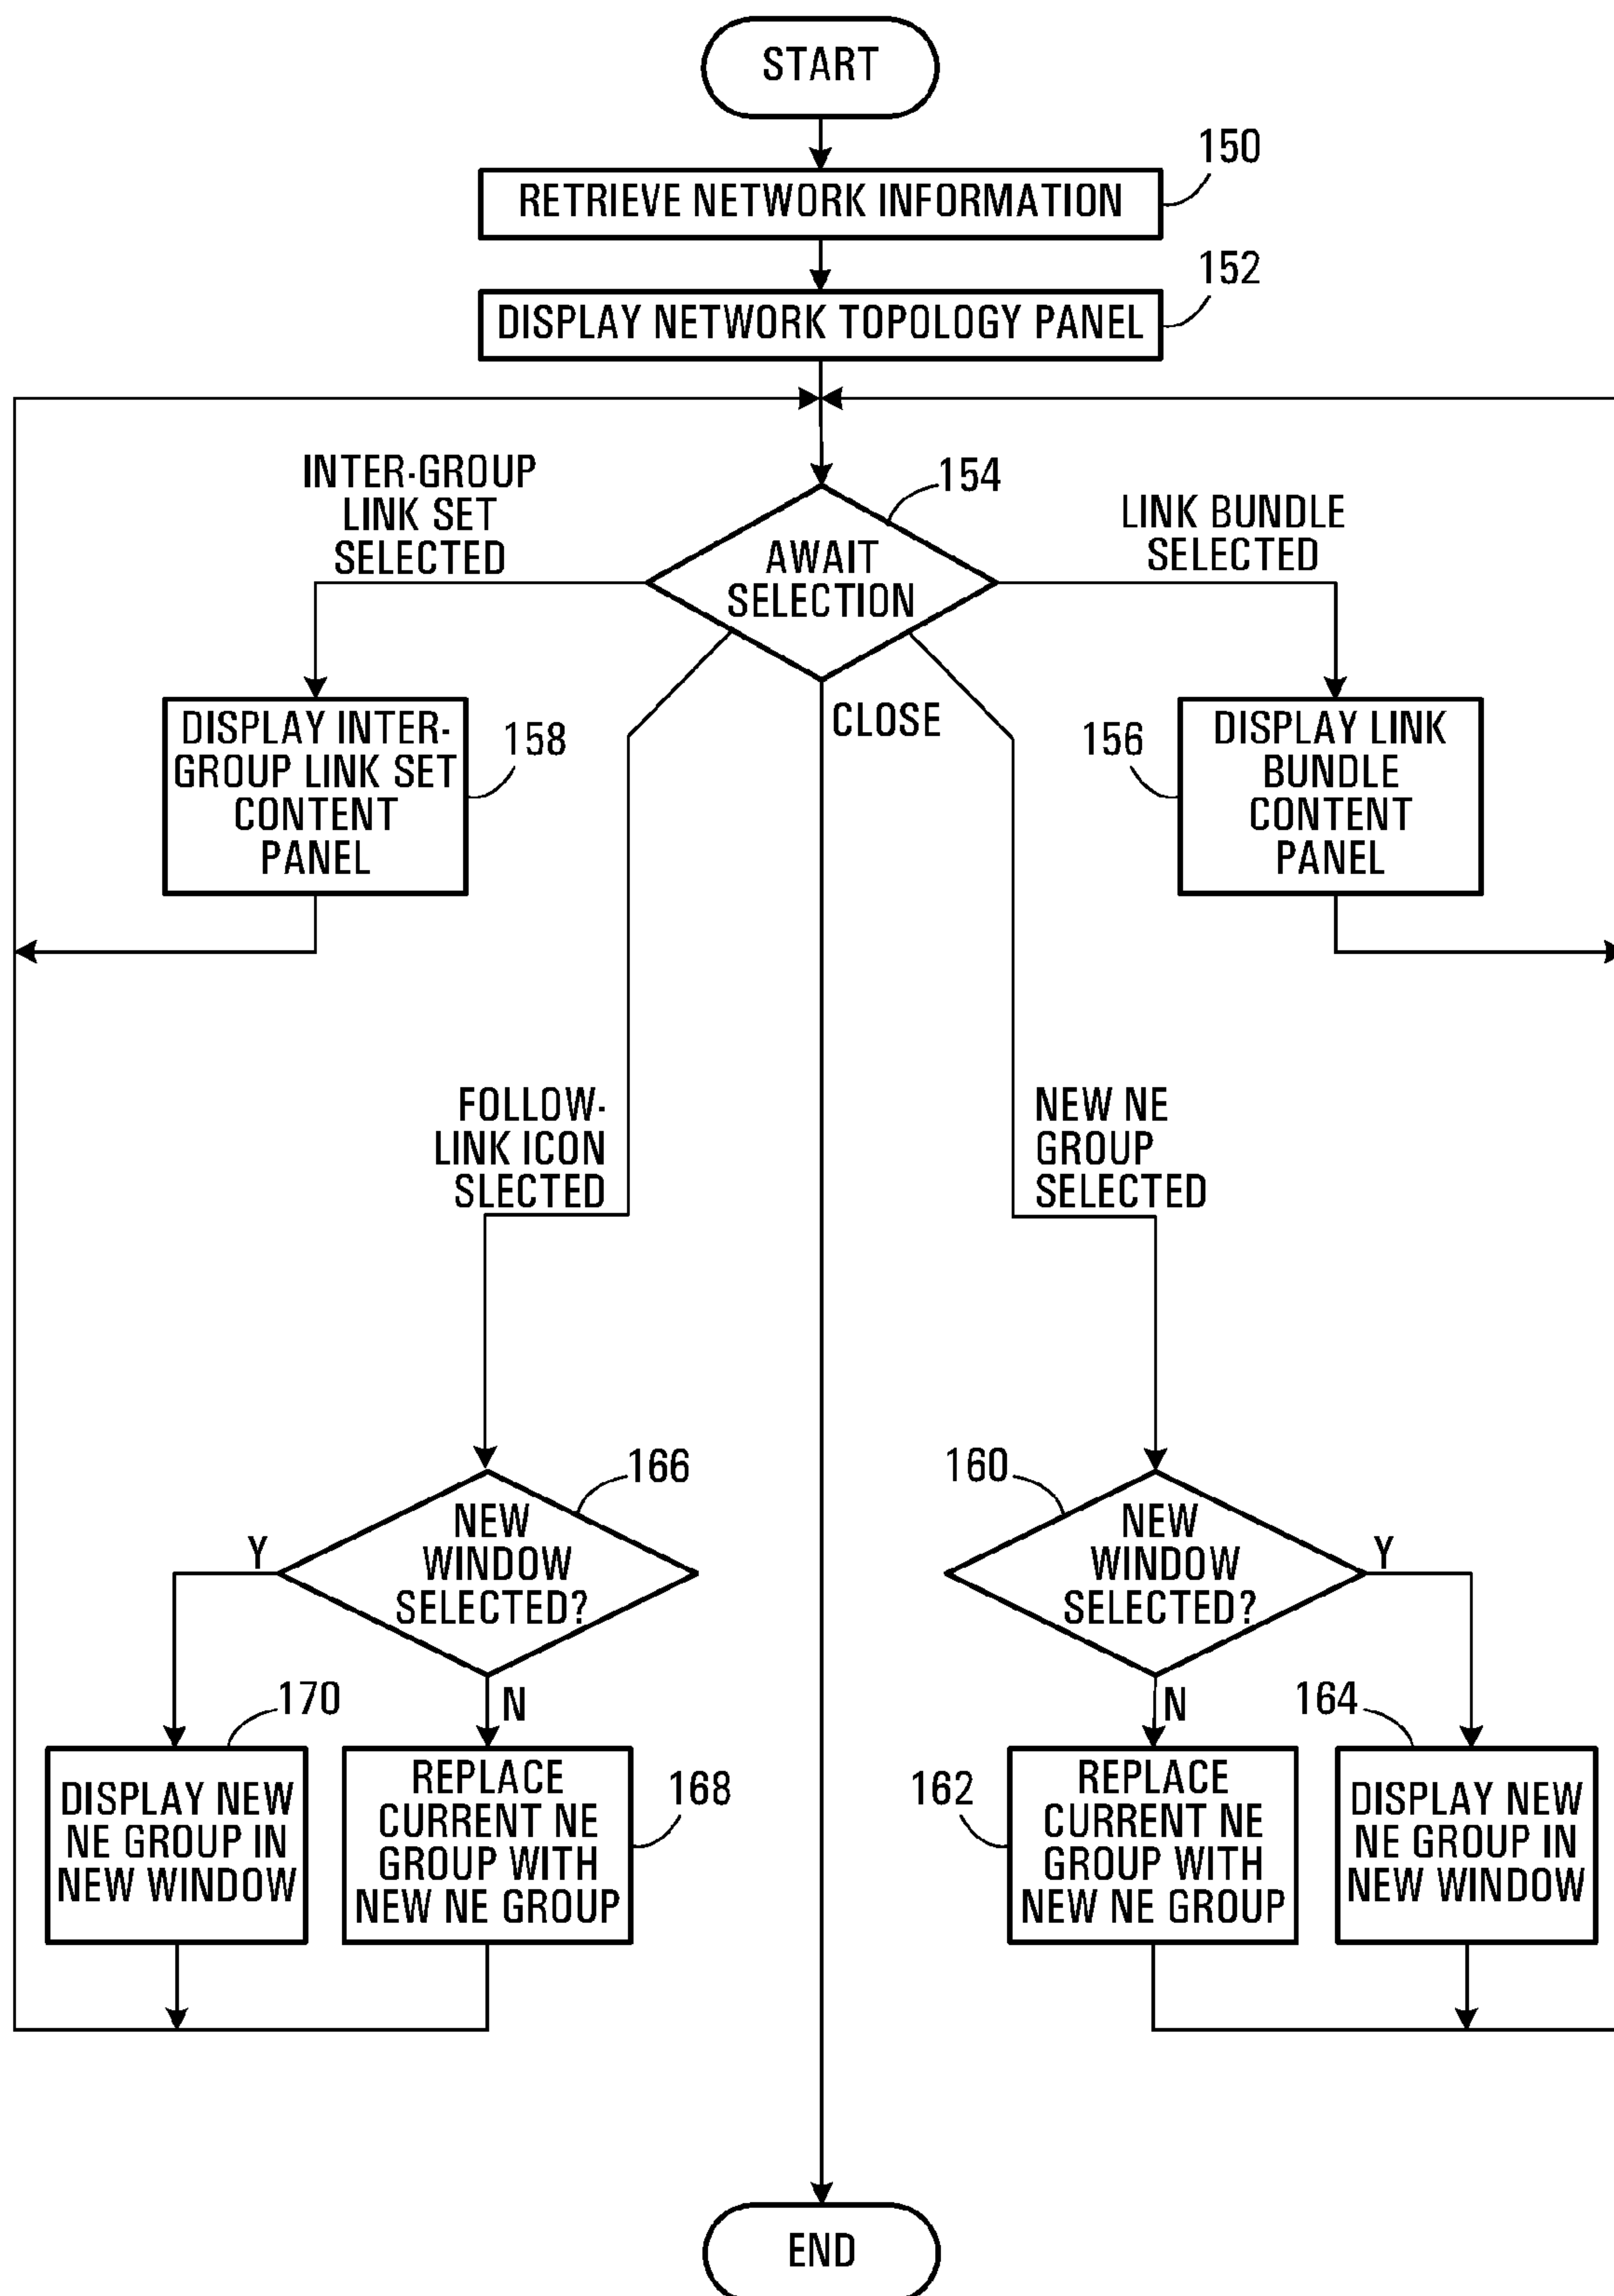 START
150
RETRIEVE NETWORK INFORMATION
152
DISPLAY NETWORK TOPOLOGY PANEL
INTER-GROUP
LINK SET
SELECTED
154
LINK BUNDLE
SELECTED
AWAIT
SELECTION
CLOSE
DISPLAY INTER-
GROUP LINK SET
CONTENT
PANEL
158
156
DISPLAY LINK
BUNDLE
CONTENT
PANEL
FOLLOW-
LINK ICON
SLECTED
NEW NE
GROUP
SELECTED
166
160
Y
NEW
WINDOW
SELECTED?
NEW
WINDOW
SELECTED?
Y
170
N
N
164
DISPLAY NEW
NE GROUP IN
NEW WINDOW
REPLACE
CURRENT NE
GROUP WITH
NEW NE GROUP
168
162
REPLACE
CURRENT NE
GROUP WITH
NEW NE GROUP
DISPLAY NEW
NE GROUP IN
NEW WINDOW
END